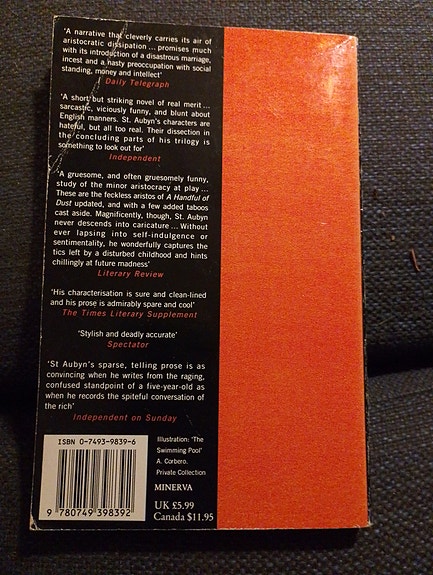 'A narrative that cleverly carries its air of
aristocratic dissipation ... promises much
with its introduction of a disastrous marriage,
incest and a nasty preoccupation with social
standing, money and intellect'
Daily Telegraph
'A short but striking novel of real merit ...
sarcastic, viciously funny, and blunt about
English manners. St. Aubyn's characters are
hateful, but all too real. Their dissection in
the concluding parts of his trilogy is
something to look out for'
Independent
'A gruesome, and often gruesomely funny,
study of the minor aristocracy at play ...
These are the feckless aristos of A Handful of
Dust updated, and with a few added taboos
cast aside. Magnificently, though, St Aubyn
never descends into caricature ... Without
ever lapsing into self-indulgence or
sentimentality, he wonderfully captures the
tics left by a disturbed childhood and hints
chillingly at future madness'
Literary Review
'His characterisation is sure and clean-lined
and his prose is admirably spare and cool'
The Times Literary Supplement
'Stylish and deadly accurate'
Spectator
'St Aubyn's sparse, telling prose is as
convincing when he writes from the raging,
confused standpoint of a five-year-old as
when he records the spiteful conversation of
the rich'
Independent on Sunday
ISBN 0-7493-9839-6
9 780749 398392
Illustration: 'The
Swimming Pool'
A. Corbero.
Private Collection
MINERVA
UK £5.99
Canada $11.95